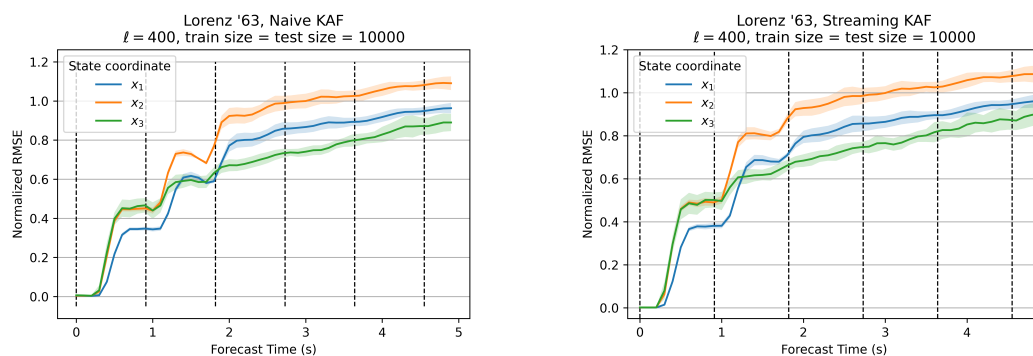 Lorenz '63, Naive KAF
ℓ = 400, train size = test size = 10000
State coordinate
x₁
x₂
x₃
Normalized RMSE
1.2
1.0
0.8
0.6
0.4
0.2
0.0
0 1 2 3 4 5
Forecast Time (s)
Lorenz '63, Streaming KAF
ℓ = 400, train size = test size = 10000
State coordinate
x₁
x₂
x₃
Normalized RMSE
1.2
1.0
0.8
0.6
0.4
0.2
0.0
0 1 2 3 4
Forecast Time (s)